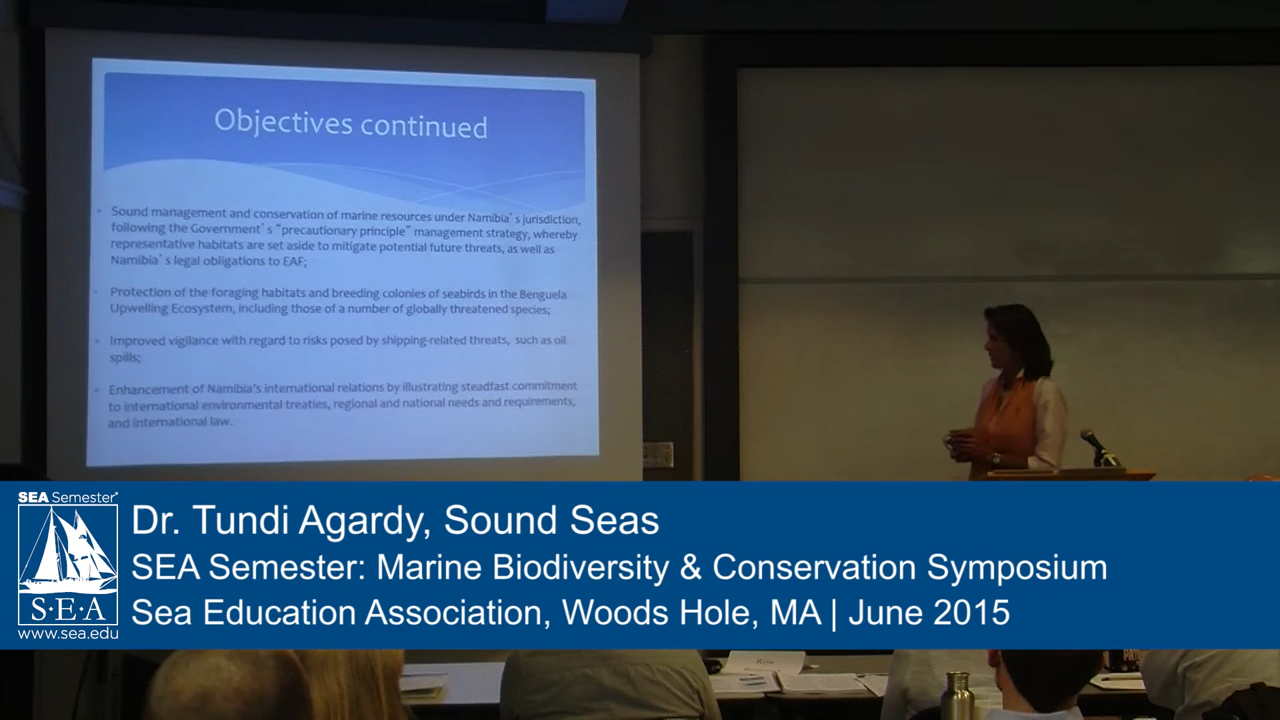 Objectives continued
Sound management and conservation of marine resources under Namibia's jurisdiction,
following the Government's "precautionary principle" management strategy, whereby
representative habitats are set aside to mitigate potential future threats, as well as
Namibia's legal obligations to EAF;
Protection of the foraging habitats and breeding colonies of seabirds in the Benguela
Upwelling Ecosystem, including those of a number of globally threatened species;
Improved vigilance with regard to risks posed by shipping-related threats, such as oil
spills;
Enhancement of Namibia's international relations by illustrating steadfast commitment
to international environmental treaties, regional and national needs and requirements,
and international law.
SEA Semester®
S·E·A
www.sea.edu
Dr. Tundi Agardy, Sound Seas
SEA Semester: Marine Biodiversity & Conservation Symposium
Sea Education Association, Woods Hole, MA | June 2015